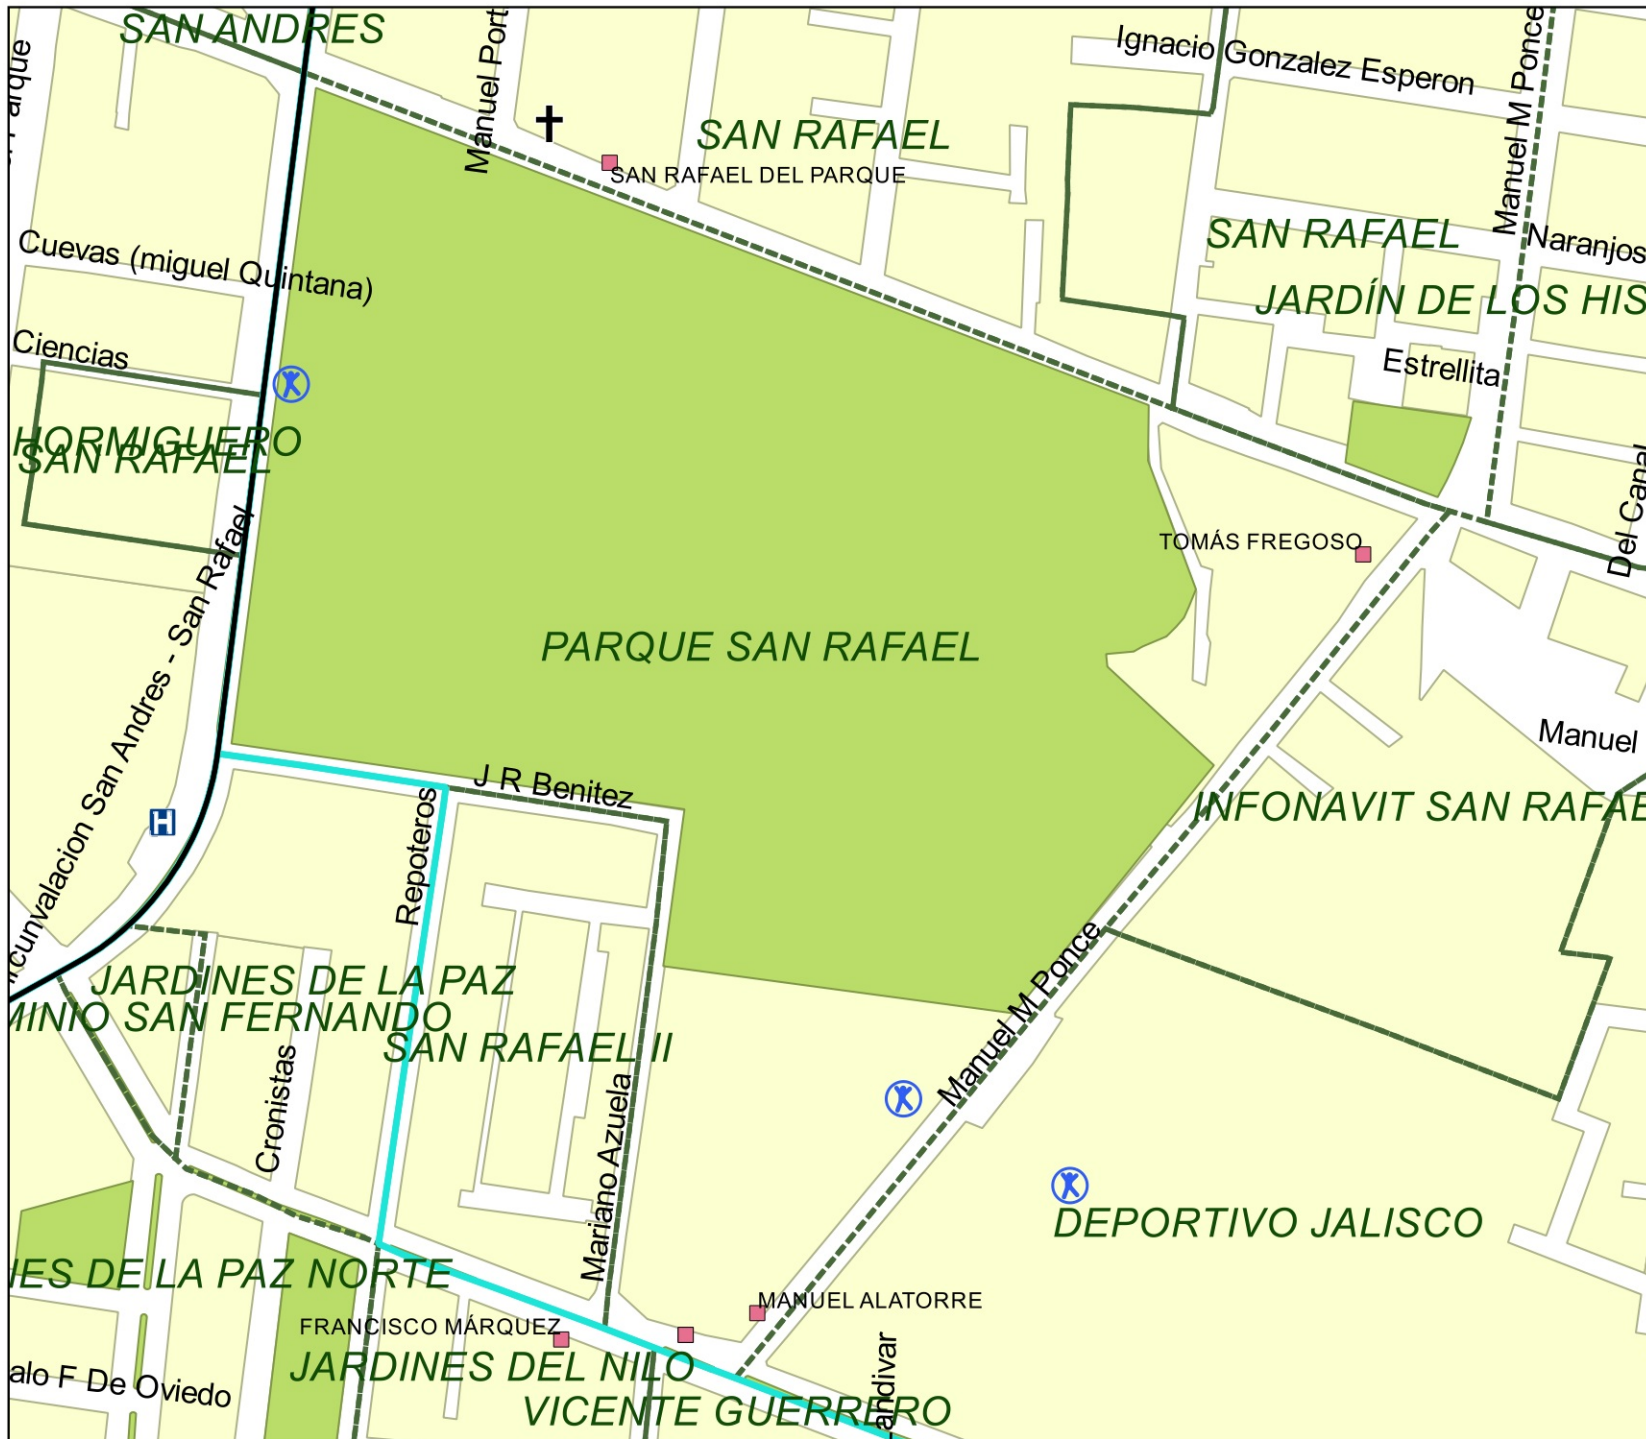 SAN ANDRES
Manuel Port
Ignacio Gonzalez Esperon
Manuel M Ponce
SAN RAFAEL
SAN RAFAEL DEL PARQUE
SAN RAFAEL
Naranjos
Cuevas (miguel Quintana)
JARDÍN DE LOS HIS
Ciencias
Estrellita
HORMIGUERO
SAN RAFAEL
Del Canal
TOMÁS FREGOSO
rcunvalacion San Andres - San Rafael
PARQUE SAN RAFAEL
Manuel
J R Benitez
INFONAVIT SAN RAFAE
H
Repoteros
JARDINES DE LA PAZ
MINIO SAN FERNANDO
SAN RAFAEL II
Manuel M Ponce
Cronistas
Mariano Azuela
DEPORTIVO JALISCO
ES DE LA PAZ NORTE
MANUEL ALATORRE
FRANCISCO MÁRQUEZ
JARDINES DEL NILO
alo F De Oviedo
VICENTE GUERRERO
andivar